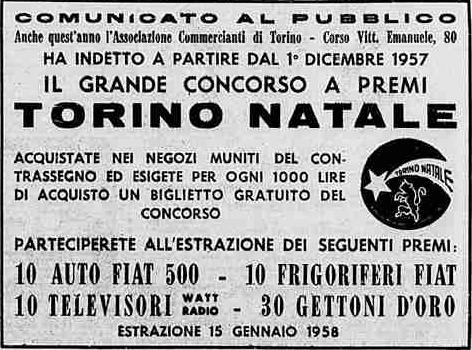 COMUNICATO AL PUBBLICO
Anche quest'anno l'Associazione Commercianti di Torino - Corso Vitt. Emanuele, 80
HA INDETTO A PARTIRE DAL 1° DICEMBRE 1957
IL GRANDE CONCORSO A PREMI
TORINO NATALE
ACQUISTATE NEI NEGOZI MUNITI DEL CON-
TRASSEGNO ED ESIGETE PER OGNI 1000 LIRE
DI ACQUISTO UN BIGLIETTO GRATUITO DEL
CONCORSO
TORINO NATALE
PARTECIPERETE ALL'ESTRAZIONE DEI SEGUENTI PREMI:
10 AUTO FIAT 500 - 10 FRIGORIFERI FIAT
10 TELEVISORI WATT RADIO - 30 GETTONI D'ORO
ESTRAZIONE 15 GENNAIO 1958